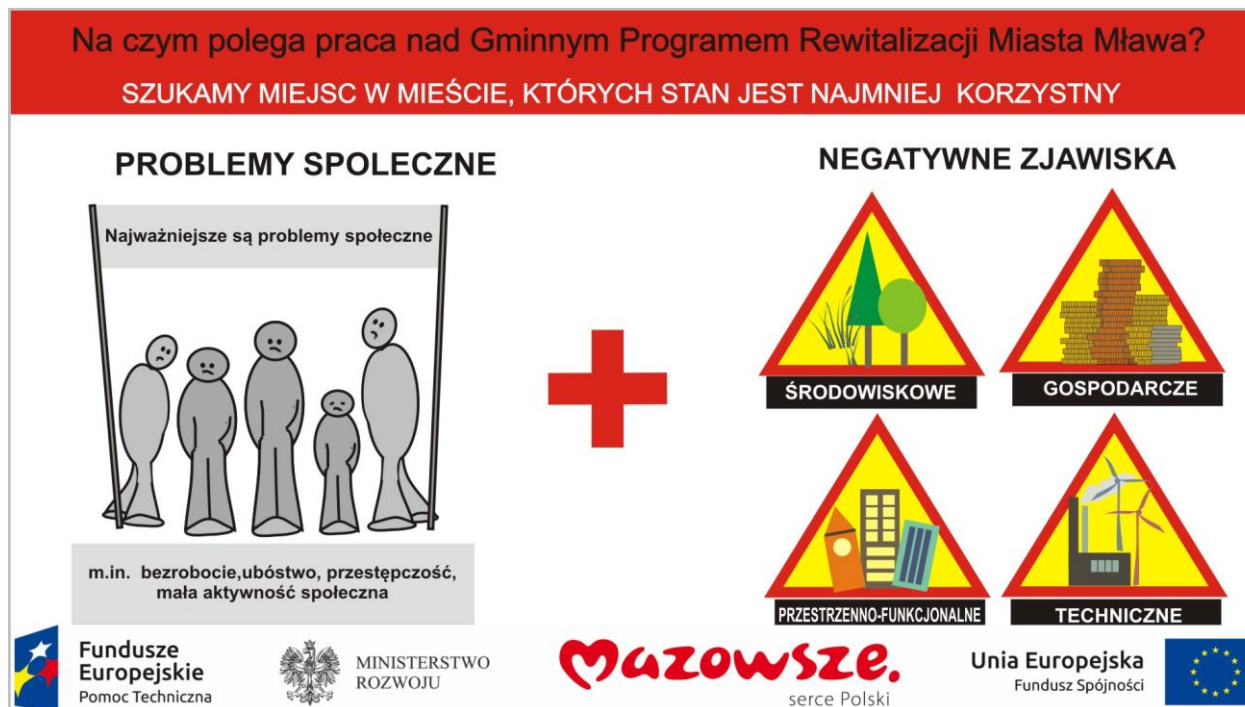 Na czym polega praca nad Gminnym Programem Rewitalizacji Miasta Mława?
SZUKAMY MIEJSC W MIEŚCIE, KTÓRYCH STAN JEST NAJMNIEJ KORZYSTNY
PROBLEMY SPOLECZNE
Najważniejsze są problemy społeczne
m.in. bezrobocie,ubóstwo, przestępczość,
mała aktywność społeczna
NEGATYWNE ZJAWISKA
ŚRODOWISKOWE
GOSPODARCZE
PRZESTRZENNO-FUNKCJONALNE
TECHNICZNE
Fundusze
Europejskie
Pomoc Techniczna
MINISTERSTWO
ROZWOJU
Mazowsze.
serce Polski
Unia Europejska
Fundusz Spójności